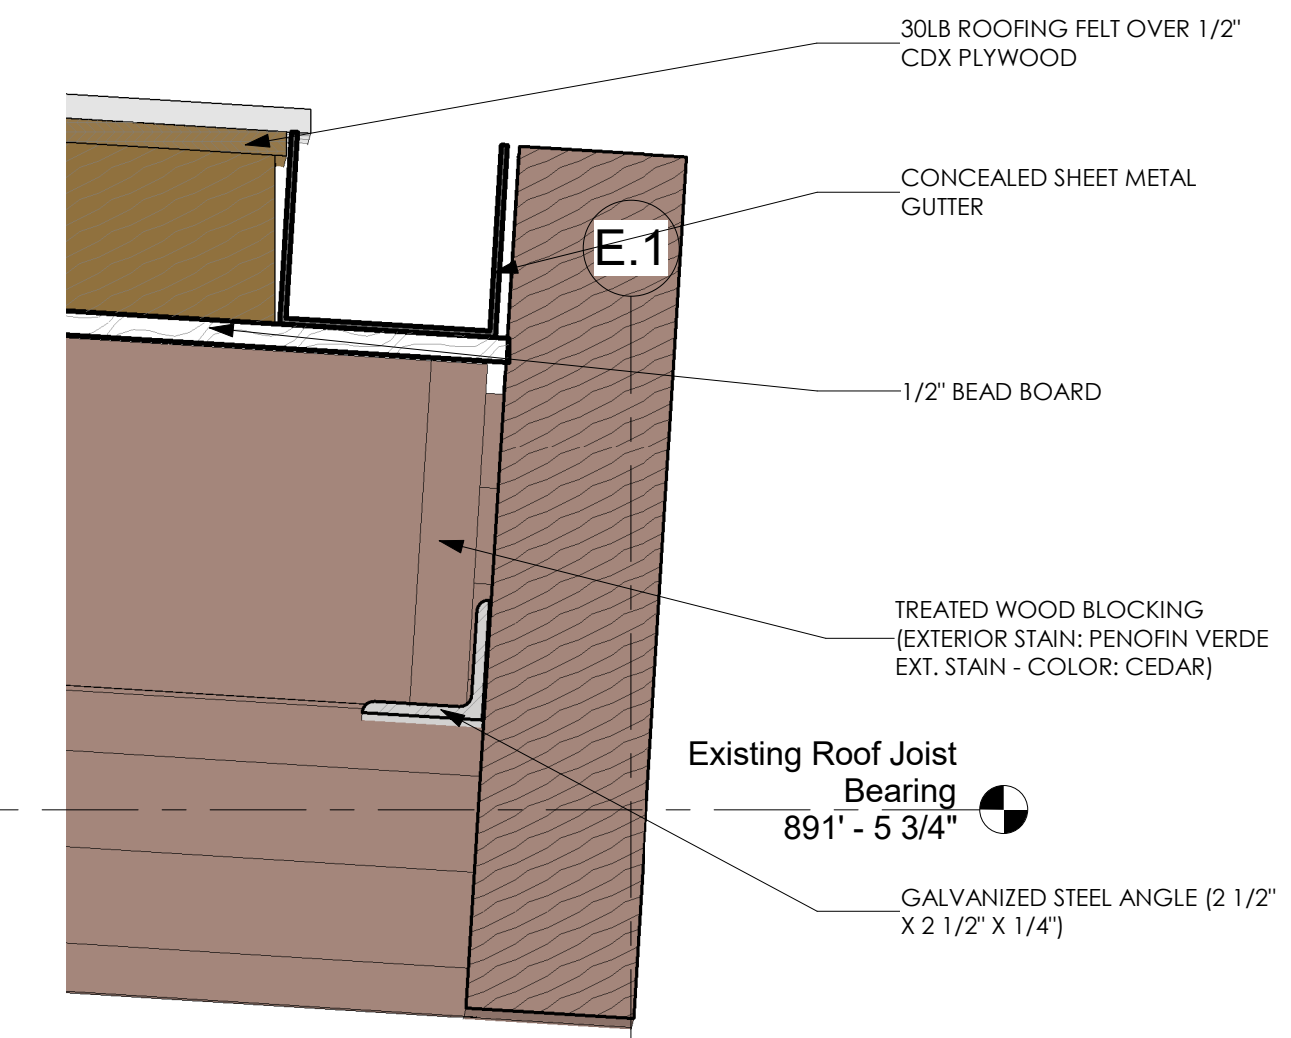 30LB ROOFING FELT OVER 1/2"
CDX PLYWOOD
CONCEALED SHEET METAL
GUTTER
E.1
1/2" BEAD BOARD
TREATED WOOD BLOCKING
(EXTERIOR STAIN: PENOFIN VERDE
EXT. STAIN - COLOR: CEDAR)
Existing Roof Joist
Bearing
891' - 5 3/4"
GALVANIZED STEEL ANGLE (2 1/2"
X 2 1/2" X 1/4")